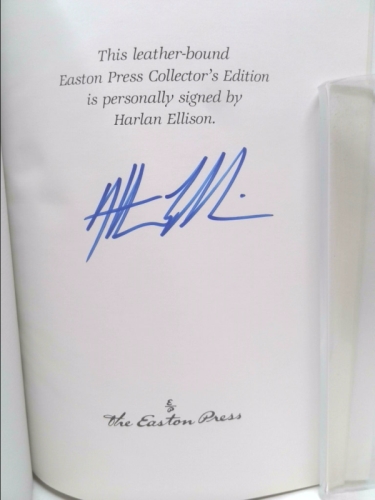 This leather-bound
Easton Press Collector's Edition
is personally signed by
Harlan Ellison.
The Easton Press